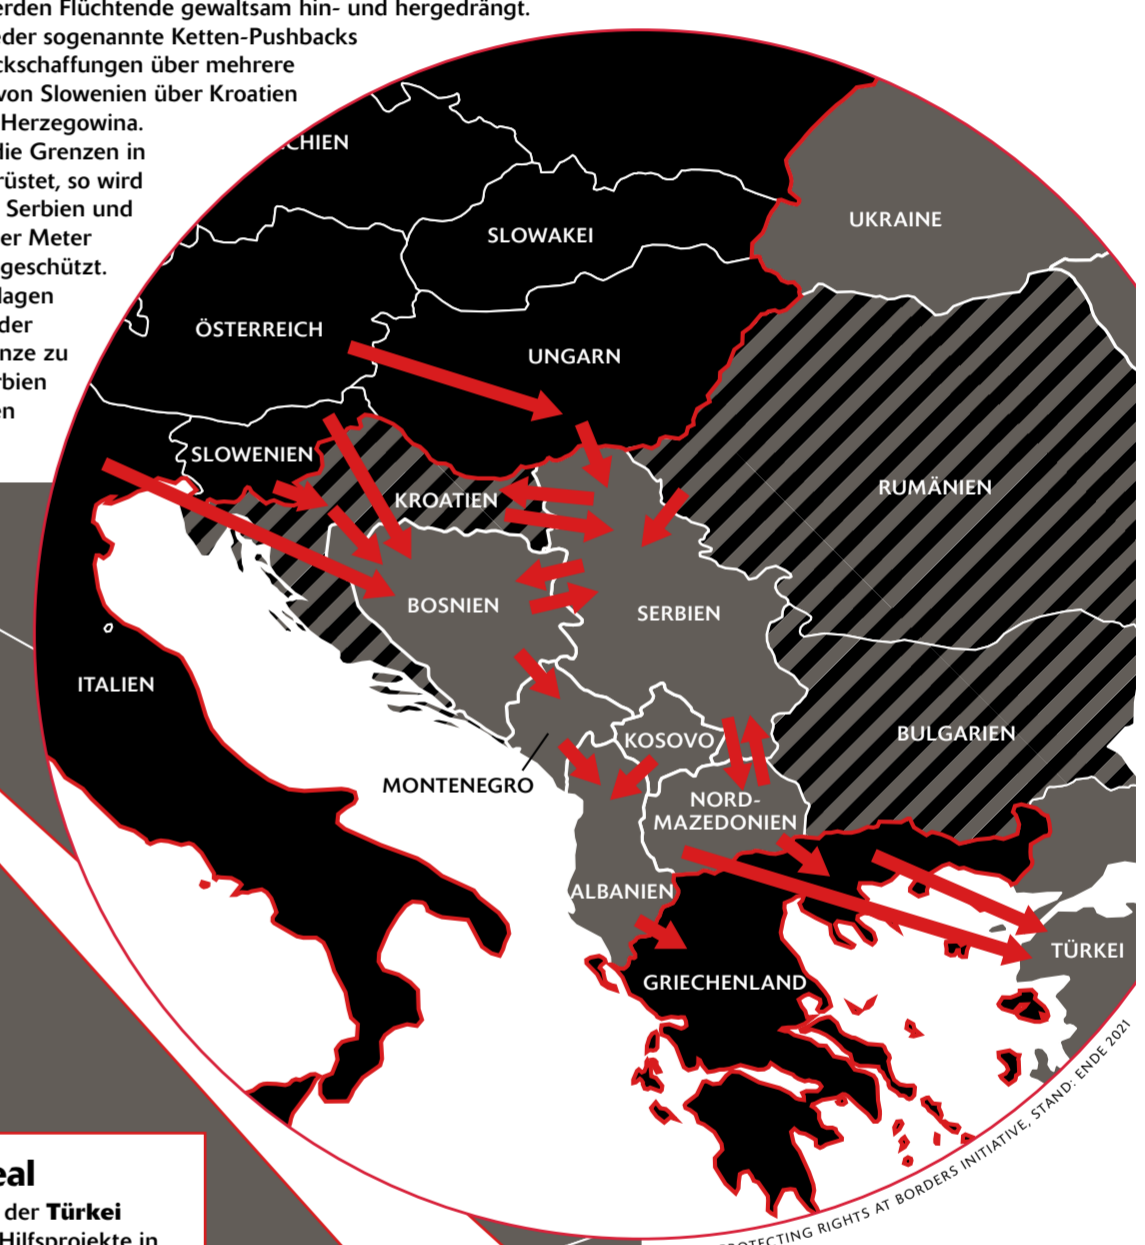 erden Flüchtende gewaltsam hin- und hergedrängt.
eder sogenannte Ketten-Pushbacks
ckschaffungen über mehrere
von Slowenien über Kroatien
Herzegowina.
die Grenzen in
rüstet, so wird
Serbien und
er Meter
geschützt.
lagen
der
nze zu
rbien
en
CHIEN
SLOWAKEI
UKRAINE
ÖSTERREICH
UNGARN
SLOWENIEN
KROATIEN
RUMÄNIEN
BOSNIEN
SERBIEN
ITALIEN
KOSOVO
BULGARIEN
MONTENEGRO
NORD-
MAZEDONIEN
ALBANIEN
TÜRKEI
GRIECHENLAND
OTECTING RIGHTS AT BORDERS INITIATIVE, STAND: ENDE 2021
eal
der Türkei
Hilfsprojekte in